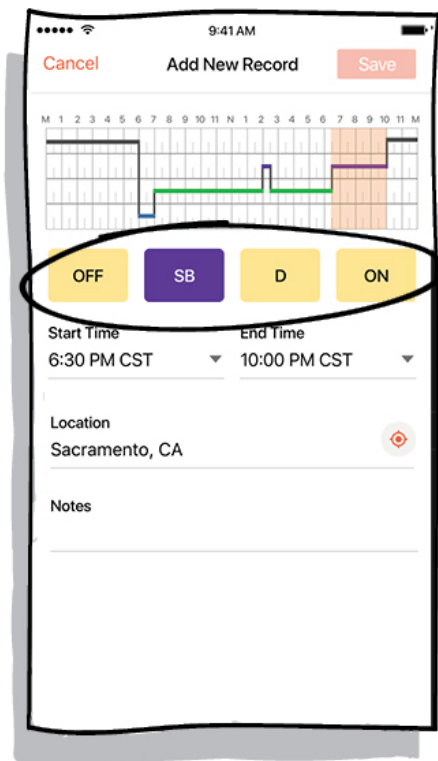 9:41 AM
Cancel Add New Record Save
M 1 2 3 4 5 6 7 8 9 10 11 N 1 2 3 4 5 6 7 8 9 10 11 M
OFF SB D ON
Start Time End Time
6:30 PM CST 10:00 PM CST
Location
Sacramento, CA
Notes